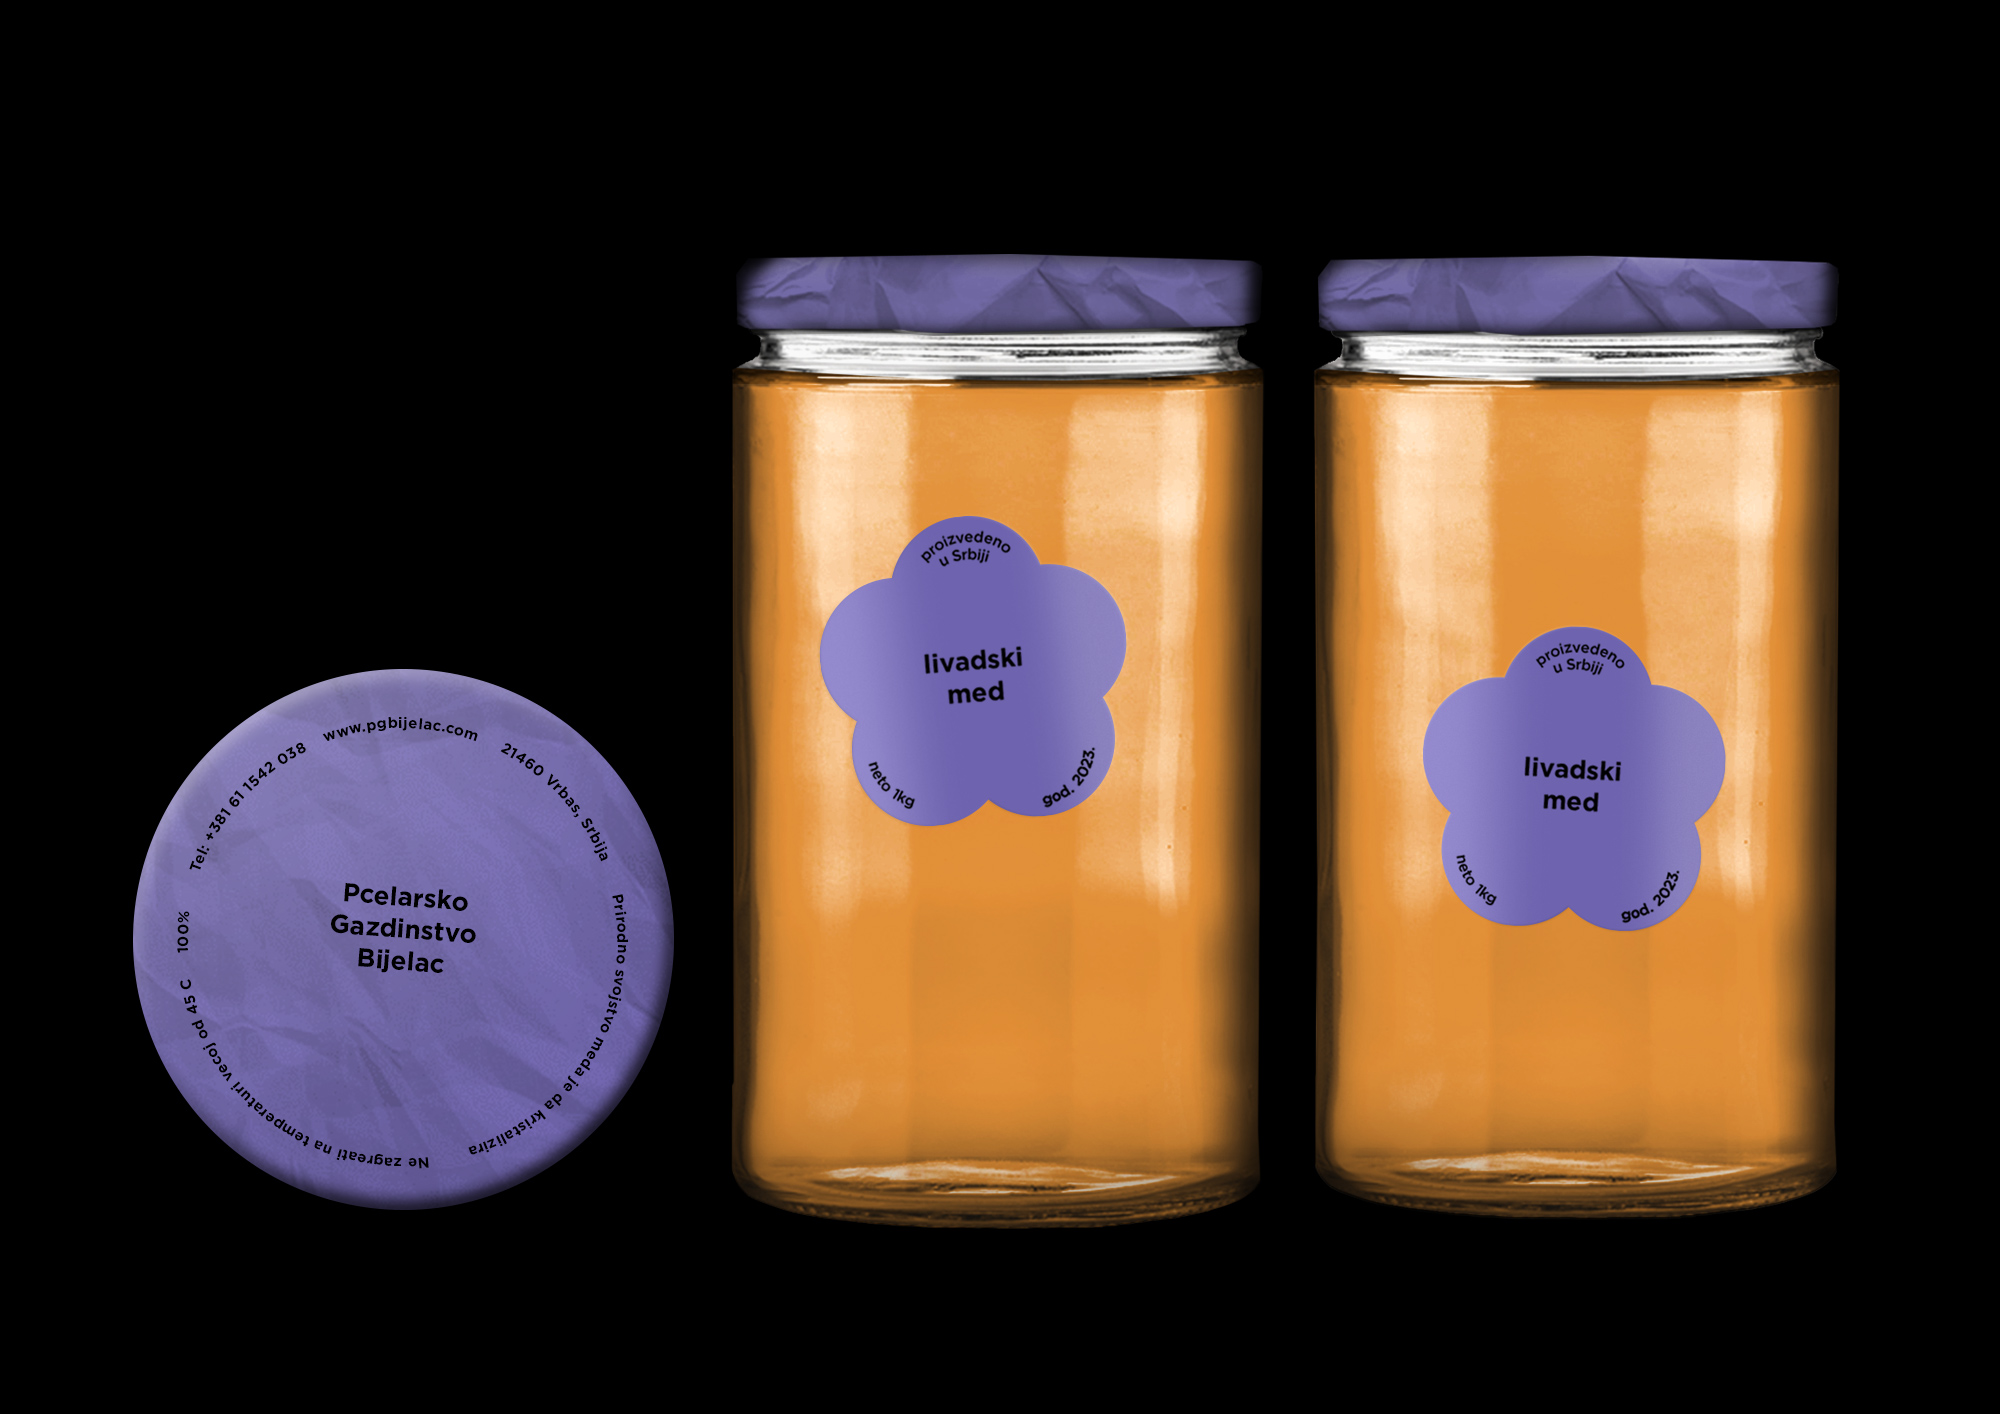 Pcelarsko
Gazdinstvo
Bijelac
Tel: +381 61 1542 038
www.pgbijelac.com
21460 Vrbas, Srbija
Prirodno svojstvo meda je da kristalizira
Ne zagreati na temperaturi vecoj od 45 C
100%
proizvedeno
u Srbiji
livadski
med
neto 1kg
god. 2023.
proizvedeno
u Srbiji
livadski
med
neto 1kg
god. 2023.